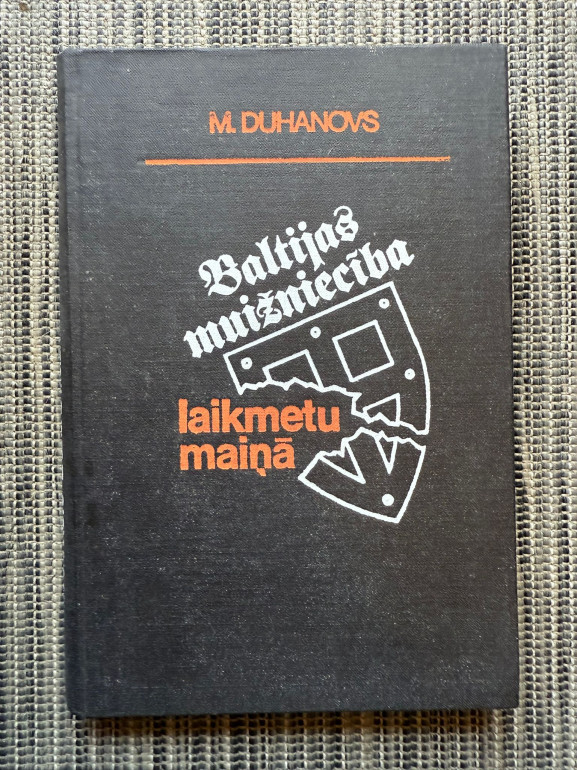 M. DUHANOVS
Baltijas
muižniecība
laikmetu
maiņā